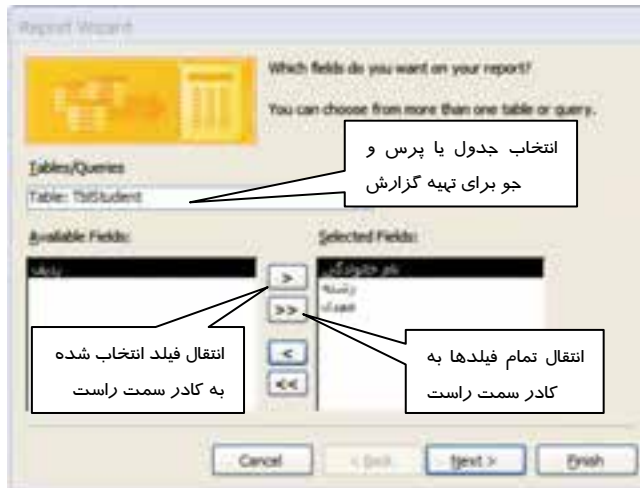 Report Wizard
Which fields do you want on your report?
You can choose from more than one table or query.
انتخاب جدول یا پرس و
جو برای تهیه گزارش
Tables/Queries
Table: TblStudent
Available Fields:
Selected Fields:
ردیف
نام خانوادگی
رشته
>
>>
<
<<
انتقال فیلد انتخاب شده
به کادر سمت راست
انتقال تمام فیلدها به
کادر سمت راست
Cancel
< Back
Next >
Finish